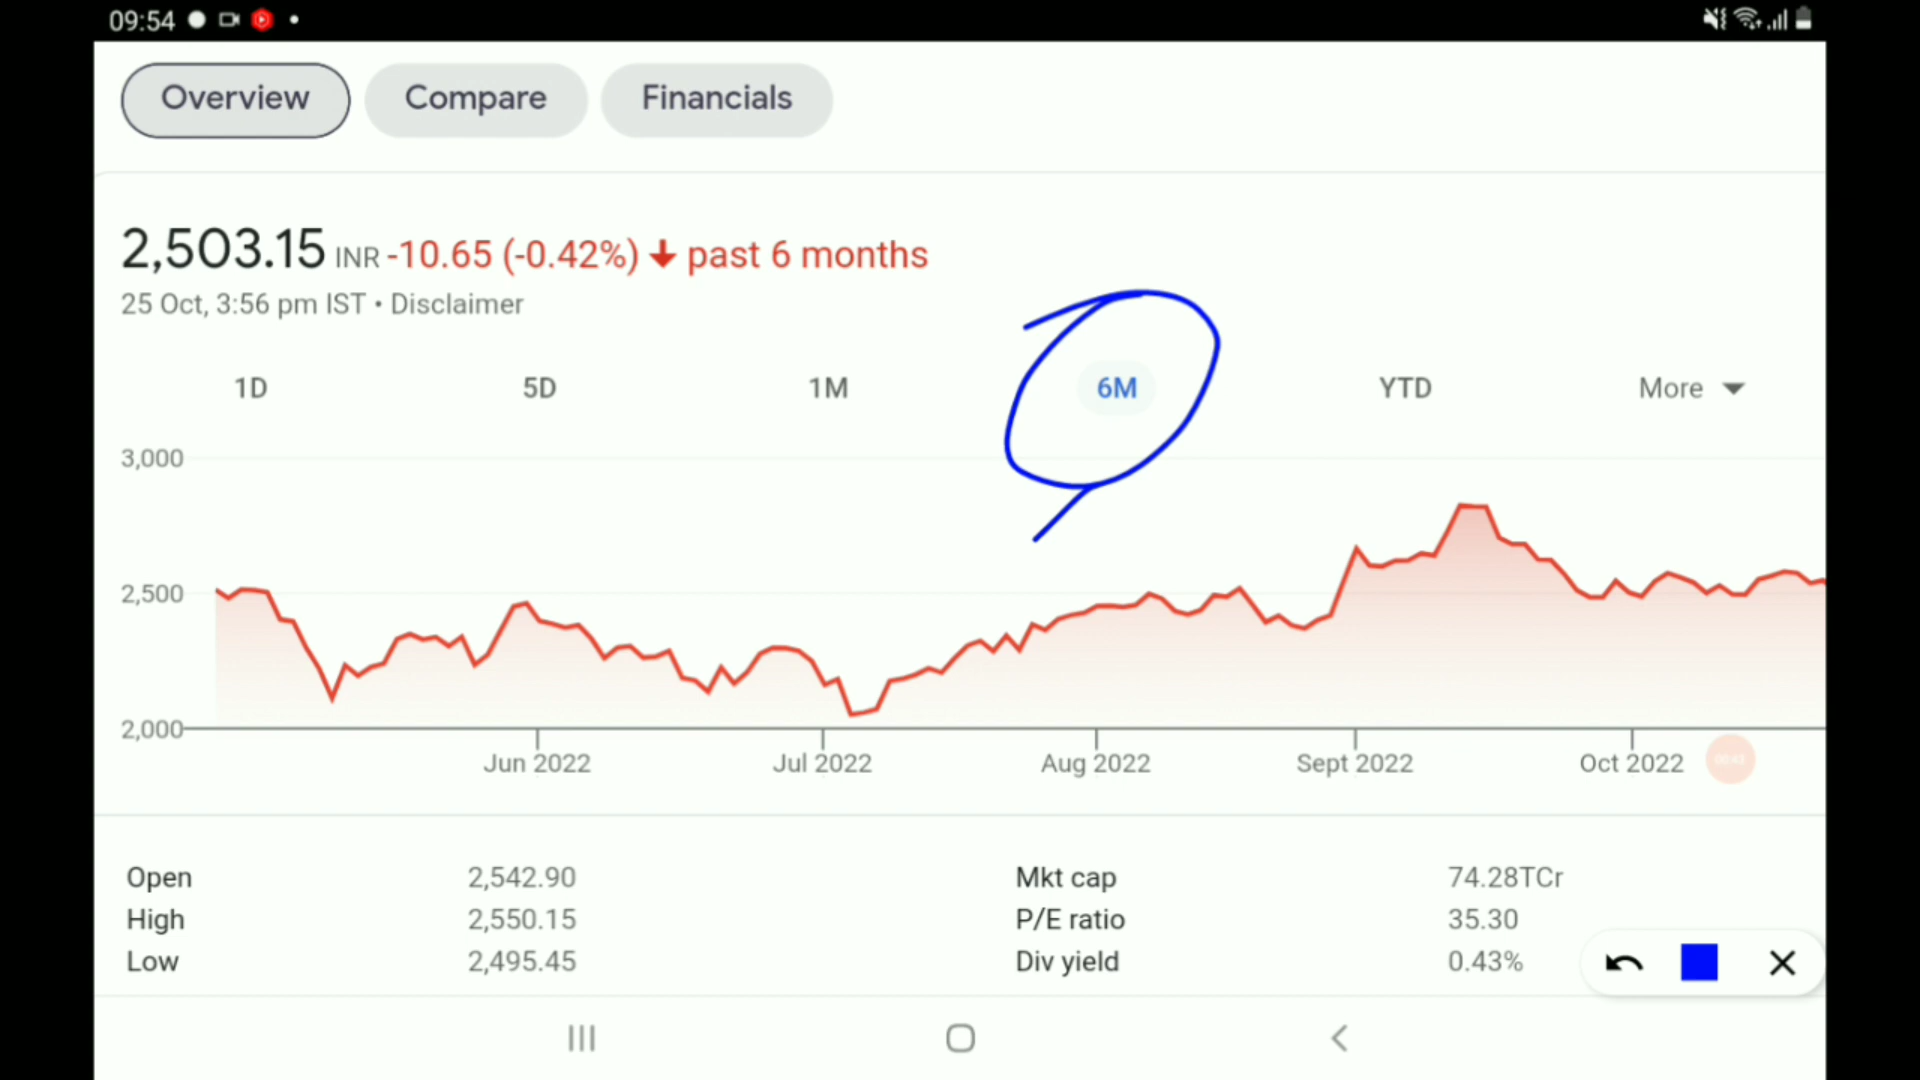 09:54
Overview Compare Financials
2,503.15 INR -10.65 (-0.42%) past 6 months
25 Oct, 3:56 pm IST • Disclaimer
1D 5D 1M 6M YTD More
3,000
2,500
2,000
Jun 2022 Jul 2022 Aug 2022 Sept 2022 Oct 2022
Open 2,542.90 Mkt cap 74.28TCr
High 2,550.15 P/E ratio 35.30
Low 2,495.45 Div yield 0.43%